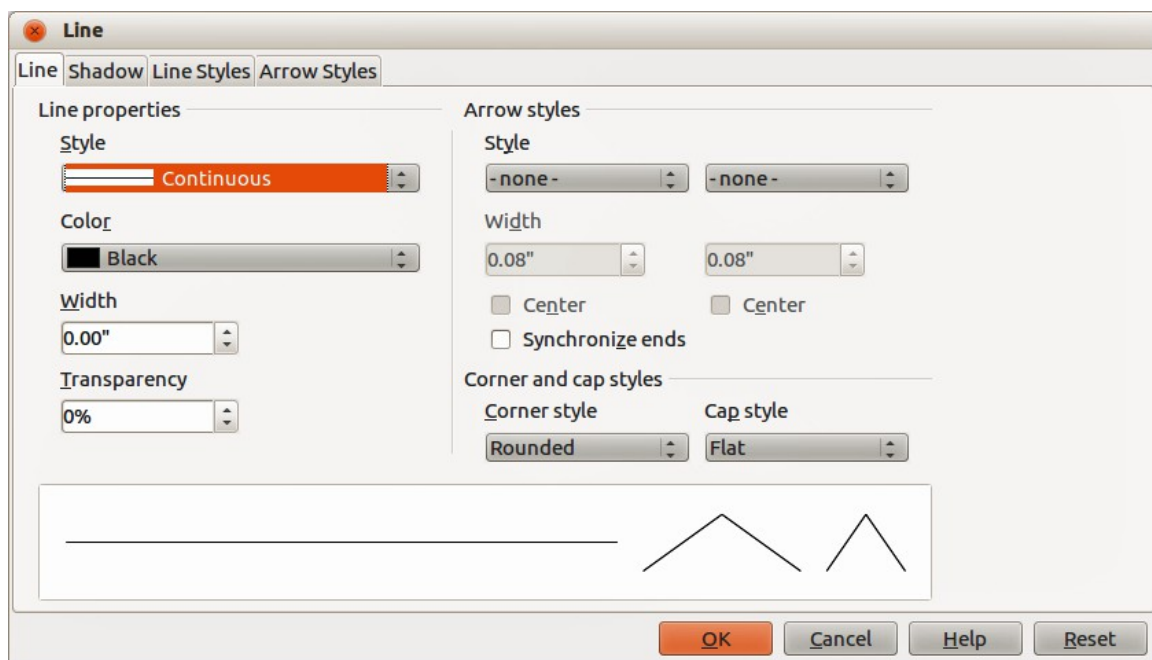 Line
Line Shadow Line Styles Arrow Styles
Line properties
Style
Continuous
Color
Black
Width
0.00"
Transparency
0%
Arrow styles
Style
- none - - none -
Width
0.08" 0.08"
Center Center
Synchronize ends
Corner and cap styles
Corner style Cap style
Rounded Flat
OK Cancel Help Reset